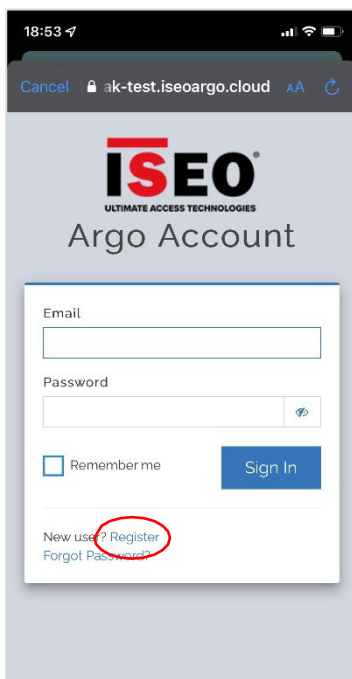 18:53
Cancel ak-test.iseoargo.cloud AA
ISEO®
ULTIMATE ACCESS TECHNOLOGIES
Argo Account
Email
Password
Remember me
Sign In
New user? Register
Forgot Password?